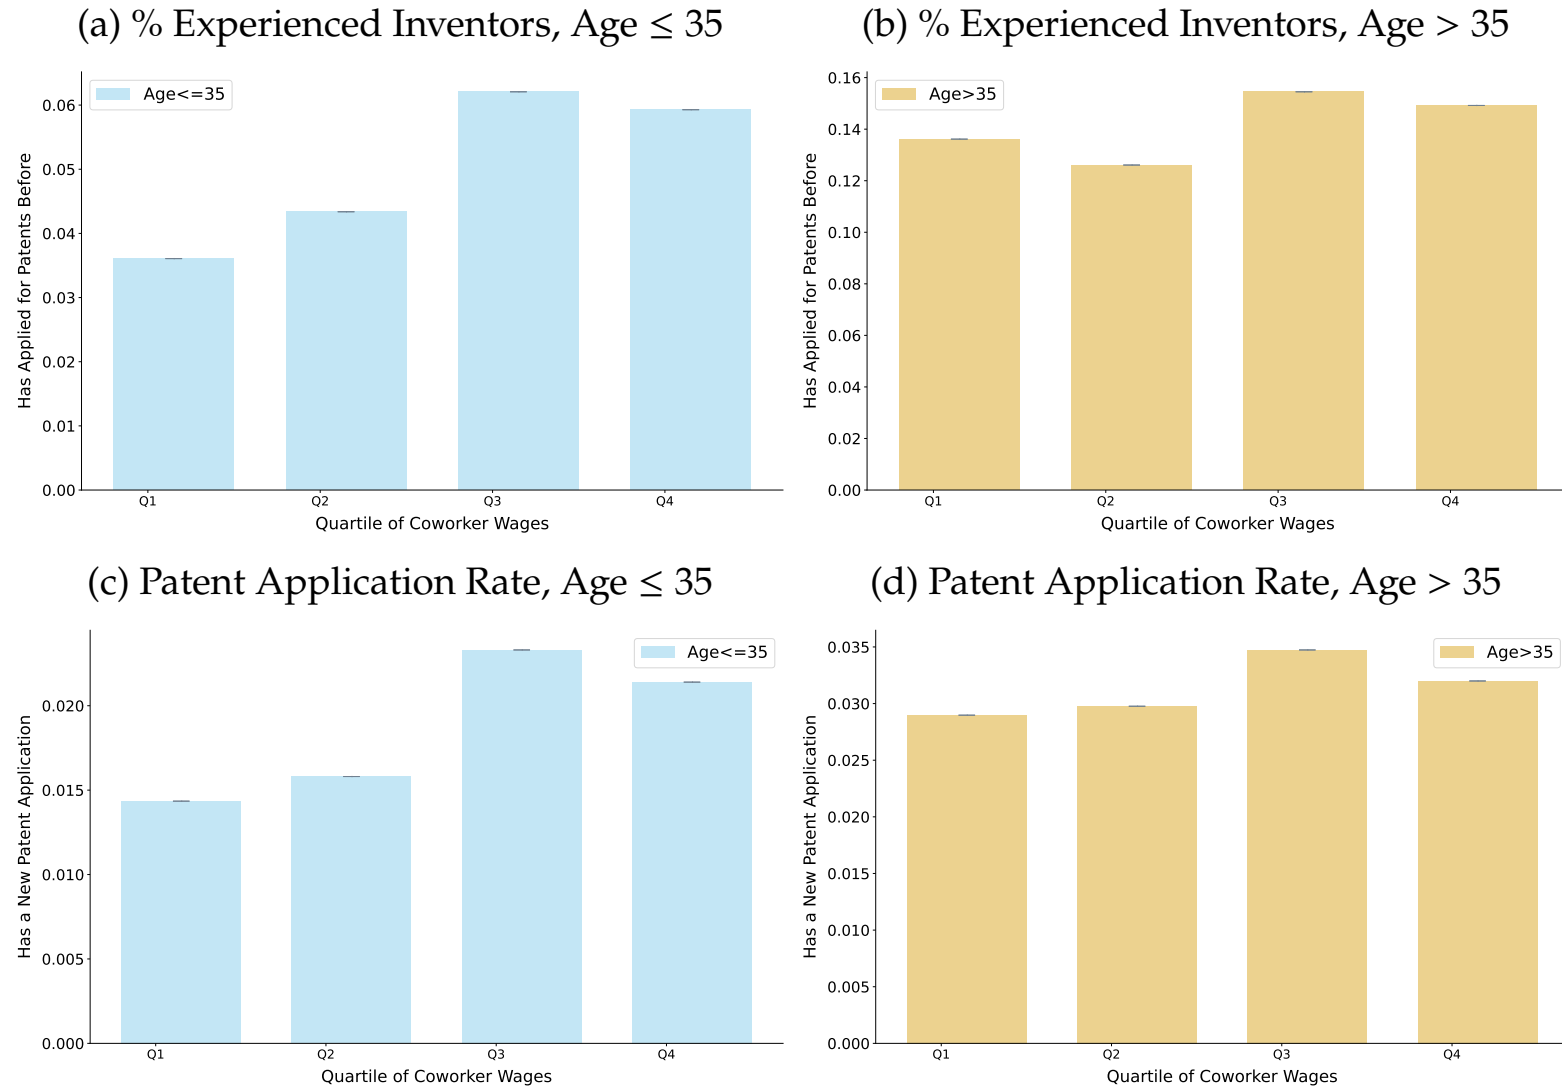 (a) % Experienced Inventors, Age ≤ 35
Age<=35
Has Applied for Patents Before
0.06
0.05
0.04
0.03
0.02
0.01
0.00
Q1 Q2 Q3 Q4
Quartile of Coworker Wages
(b) % Experienced Inventors, Age > 35
Age>35
Has Applied for Patents Before
0.16
0.14
0.12
0.10
0.08
0.06
0.04
0.02
0.00
Q1 Q2 Q3 Q4
Quartile of Coworker Wages
(c) Patent Application Rate, Age ≤ 35
Age<=35
Has a New Patent Application
0.020
0.015
0.010
0.005
0.000
Q1 Q2 Q3 Q4
Quartile of Coworker Wages
(d) Patent Application Rate, Age > 35
Age>35
Has a New Patent Application
0.035
0.030
0.025
0.020
0.015
0.010
0.005
0.000
Q1 Q2 Q3 Q4
Quartile of Coworker Wages